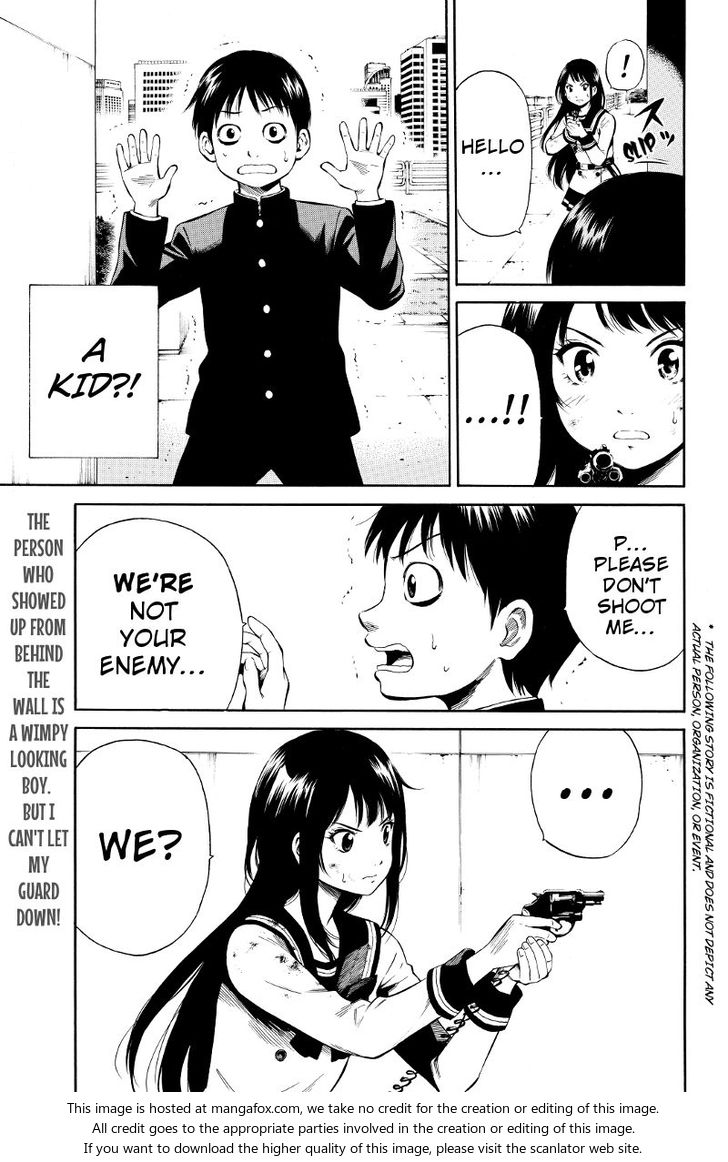 !
ズッ
SLIP
HELLO
...
A
KID?!
...!!
P...
PLEASE
DON'T
SHOOT
ME...
WE'RE
NOT
YOUR
ENEMY...
...
WE?
THE
PERSON
WHO
SHOWED
UP FROM
BEHIND
THE
WALL IS
A WIMPY
LOOKING
BOY.
BUT I
CAN'T LET
MY
GUARD
DOWN!
* THE FOLLOWING STORY IS FICTIONAL AND DOES NOT DEPICT ANY
ACTUAL PERSON, ORGANIZATION, OR EVENT.
This image is hosted at mangafox.com, we take no credit for the creation or editing of this image.
All credit goes to the appropriate parties involved in the creation or editing of this image.
If you want to download the higher quality of this image, please visit the scanlator web site.